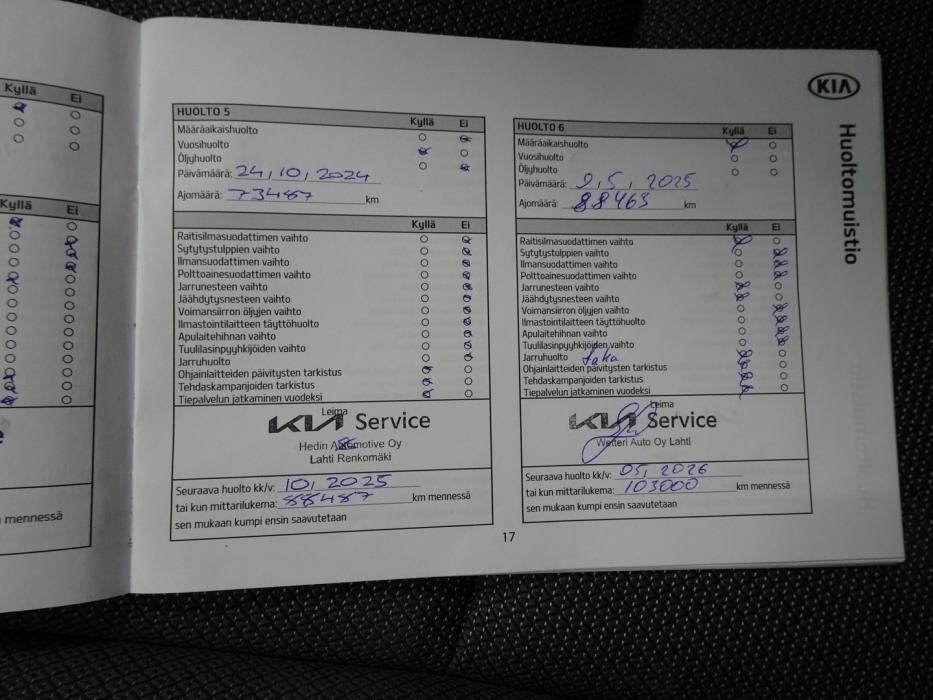 Kyllä Ei
Kyllä Ei
mennessä
HUOLTO 5
Kyllä Ei
Määräaikaishuolto
Vuosihuolto
Öljyhuolto
Päivämäärä: 24, 10, 2024
Ajomäärä: 73487 km
Kyllä Ei
Raitisilmasuodattimen vaihto
Sytytystulppien vaihto
Ilmansuodattimen vaihto
Polttoainesuodattimen vaihto
Jarrunesteen vaihto
Jäähdytysnesteen vaihto
Voimansiirron öljyjen vaihto
Ilmastointilaitteen täyttöhuolto
Apulaitehihnan vaihto
Tuulilasinpyyhkijöiden vaihto
Jarruhuolto
Ohjainlaitteiden päivitysten tarkistus
Tehdaskampanjoiden tarkistus
Tiepalvelun jatkaminen vuodeksi
Leima
KIA Service
Hedin Automotive Oy
Lahti Renkomäki
Seuraava huolto kk/v: 10, 2025
tai kun mittarilukema: 88487 km mennessä
sen mukaan kumpi ensin saavutetaan
HUOLTO 6
Kyllä Ei
Määräaikaishuolto
Vuosihuolto
Öljyhuolto
Päivämäärä: 9, 5, 2025
Ajomäärä: 88463 km
Kyllä Ei
Raitisilmasuodattimen vaihto
Sytytystulppien vaihto
Ilmansuodattimen vaihto
Polttoainesuodattimen vaihto
Jarrunesteen vaihto
Jäähdytysnesteen vaihto
Voimansiirron öljyjen vaihto
Ilmastointilaitteen täyttöhuolto
Apulaitehihnan vaihto
Tuulilasinpyyhkijöiden vaihto
Jarruhuolto taka
Ohjainlaitteiden päivitysten tarkistus
Tehdaskampanjoiden tarkistus
Tiepalvelun jatkaminen vuodeksi
Leima
KIA Service
Wetteri Auto Oy Lahti
Seuraava huolto kk/v: 05, 2026
tai kun mittarilukema: 103000 km mennessä
sen mukaan kumpi ensin saavutetaan
17
KIA
Huoltomuistio